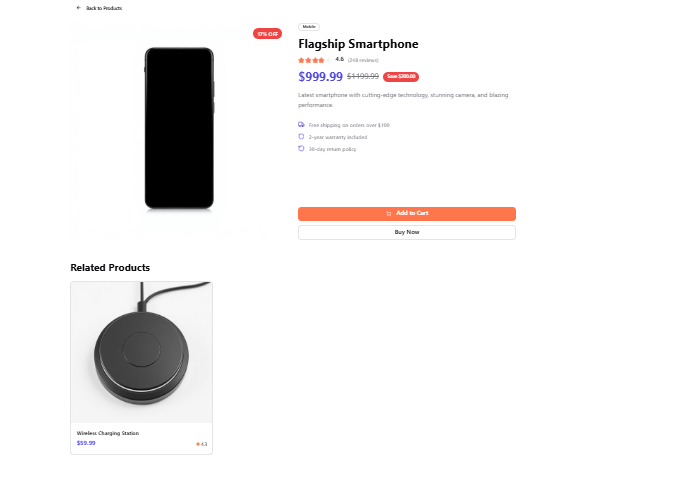 Back to Products
17% OFF
Mobile
Flagship Smartphone
4.6 (248 reviews)
$999.99 $1199.99 Save $200.00
Latest smartphone with cutting-edge technology, stunning camera, and blazing
performance.
Free shipping on orders over $100
2-year warranty included
30-day return policy
Add to Cart
Buy Now
Related Products
Wireless Charging Station
$59.99
4.3